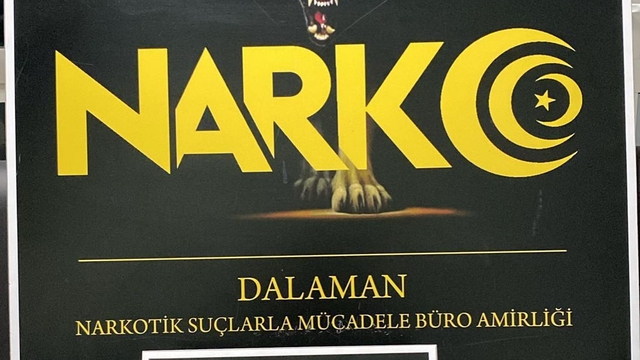 NARKO
DALAMAN
NARKOTİK SUÇLARLA MÜCADELE BÜRO AMİRLİĞİ